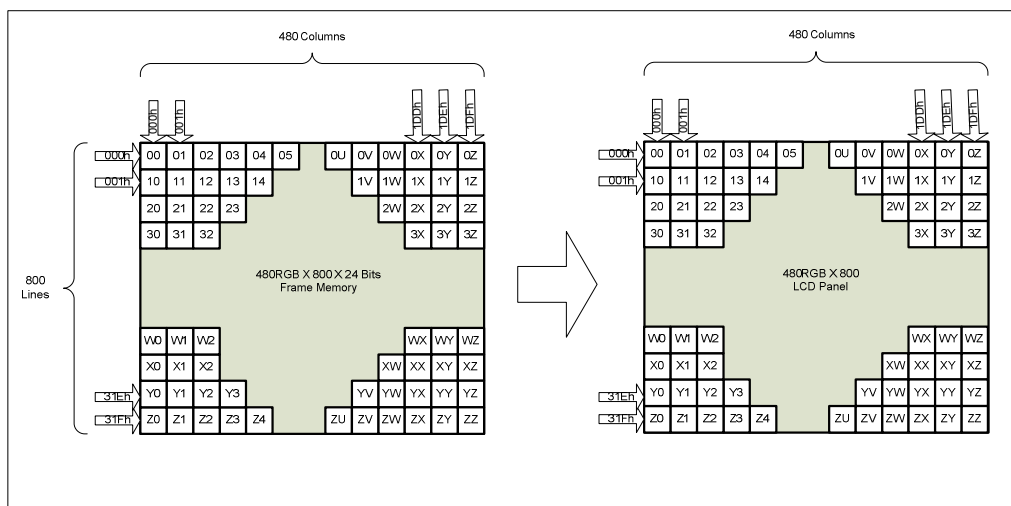 480 Columns
000h 001h 1DDh 1DEh 1DFh
000h 00 01 02 03 04 05 0U 0V 0W 0X 0Y 0Z
001h 10 11 12 13 14 1V 1W 1X 1Y 1Z
20 21 22 23 2W 2X 2Y 2Z
30 31 32 3X 3Y 3Z
800
Lines
480RGB X 800 X 24 Bits
Frame Memory
W0 W1 W2 WX WY WZ
X0 X1 X2 XW XX XY XZ
31Eh Y0 Y1 Y2 Y3 YV YW YX YY YZ
31Fh Z0 Z1 Z2 Z3 Z4 ZU ZV ZW ZX ZY ZZ
480 Columns
000h 001h 1DDh 1DEh 1DFh
000h 00 01 02 03 04 05 0U 0V 0W 0X 0Y 0Z
001h 10 11 12 13 14 1V 1W 1X 1Y 1Z
20 21 22 23 2W 2X 2Y 2Z
30 31 32 3X 3Y 3Z
480RGB X 800
LCD Panel
W0 W1 W2 WX WY WZ
X0 X1 X2 XW XX XY XZ
31Eh Y0 Y1 Y2 Y3 YV YW YX YY YZ
31Fh Z0 Z1 Z2 Z3 Z4 ZU ZV ZW ZX ZY ZZ